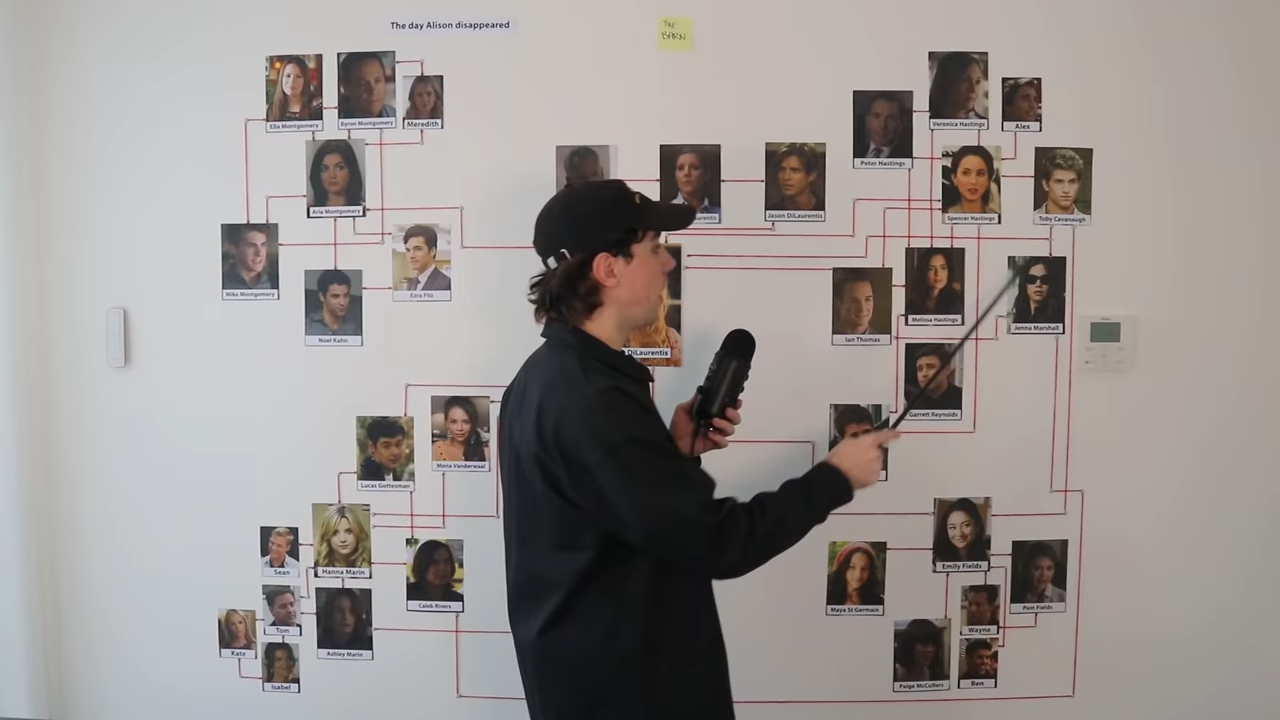 The day Alison disappeared
THE
BARN
Ella Montgomery
Byron Montgomery
Meredith
Aria Montgomery
Mike Montgomery
Ezra Fitz
Noel Kahn
Jason DiLaurentis
DiLaurentis
Peter Hastings
Veronica Hastings
Alex
Spencer Hastings
Toby Cavanaugh
Ian Thomas
Melissa Hastings
Jenna Marshall
Garrett Reynolds
Lucas Gottesman
Mona Vanderwaal
Sean
Hanna Marin
Caleb Rivers
Kate
Tom
Ashley Marin
Isabel
Maya St Germain
Emily Fields
Pam Fields
Wayne
Paige McCullers
Ben